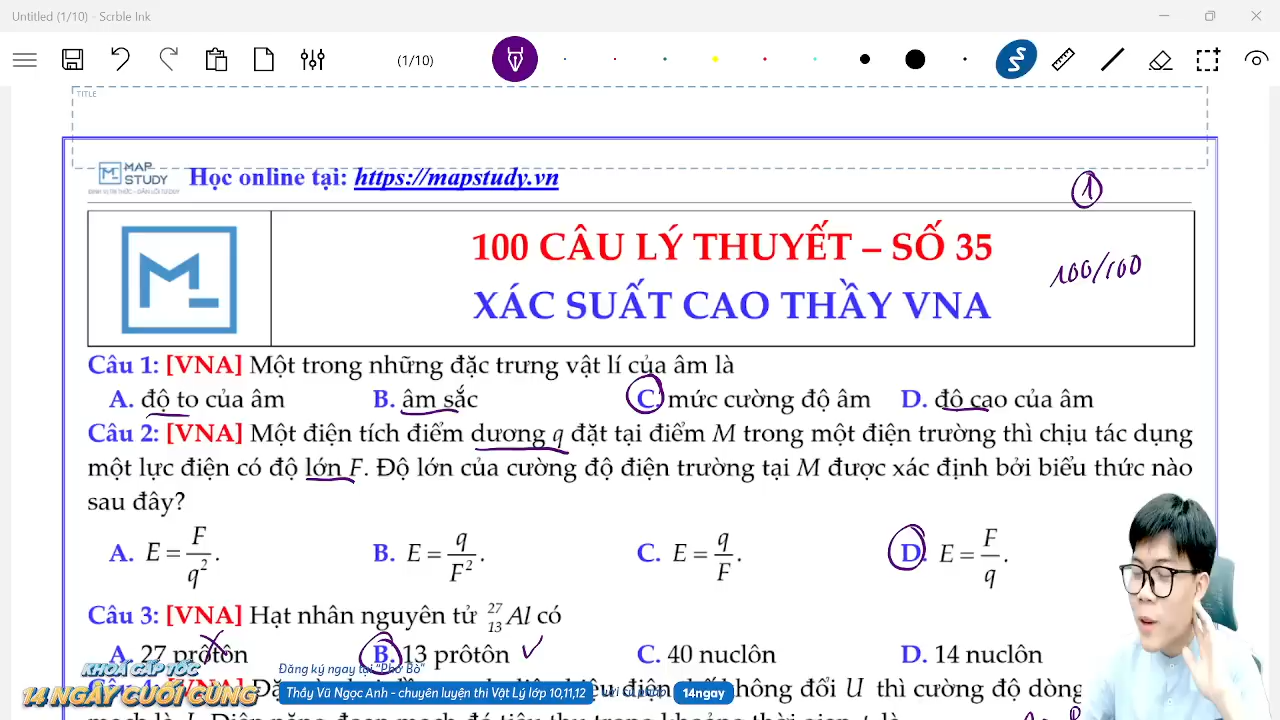 Untitled (1/10) - Scrble Ink
(1/10)
TITLE
MAP
STUDY
Học online tại: https://mapstudy.vn
1
100 CÂU LÝ THUYẾT – SỐ 35
100/100
XÁC SUẤT CAO THẦY VNA
Câu 1: [VNA] Một trong những đặc trưng vật lí của âm là
A. độ to của âm B. âm sắc C. mức cường độ âm D. độ cao của âm
Câu 2: [VNA] Một điện tích điểm dương q đặt tại điểm M trong một điện trường thì chịu tác dụng
một lực điện có độ lớn F. Độ lớn của cường độ điện trường tại M được xác định bởi biểu thức nào
sau đây?
A. E = F/q². B. E = q/F². C. E = q/F. D. E = F/q.
Câu 3: [VNA] Hạt nhân nguyên tử ²⁷₁₃Al có
A. 27 prôtôn B. 13 prôtôn C. 40 nuclôn D. 14 nuclôn
KHOÁ CẤP TỐC
14 NGÀY CUỐI CÙNG
Đăng ký ngay tại "Phở Bò"
Thầy Vũ Ngọc Anh - chuyên luyện thi Vật Lý lớp 10,11,12
14ngay
không đổi U thì cường độ dòng